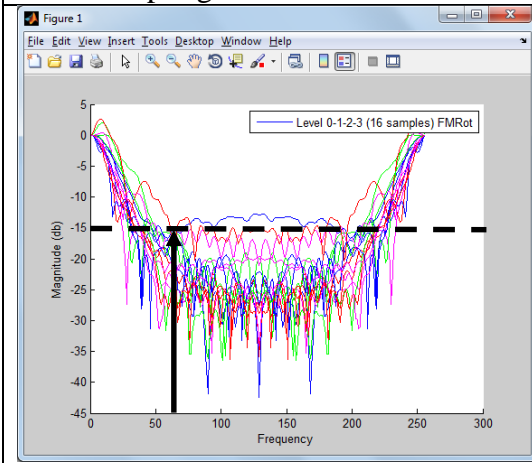 Figure 1
File Edit View Insert Tools Desktop Window Help
Level 0-1-2-3 (16 samples) FMRot
5
0
-5
-10
-15
-20
-25
-30
-35
-40
-45
Magnitude (db)
0 50 100 150 200 250 300
Frequency